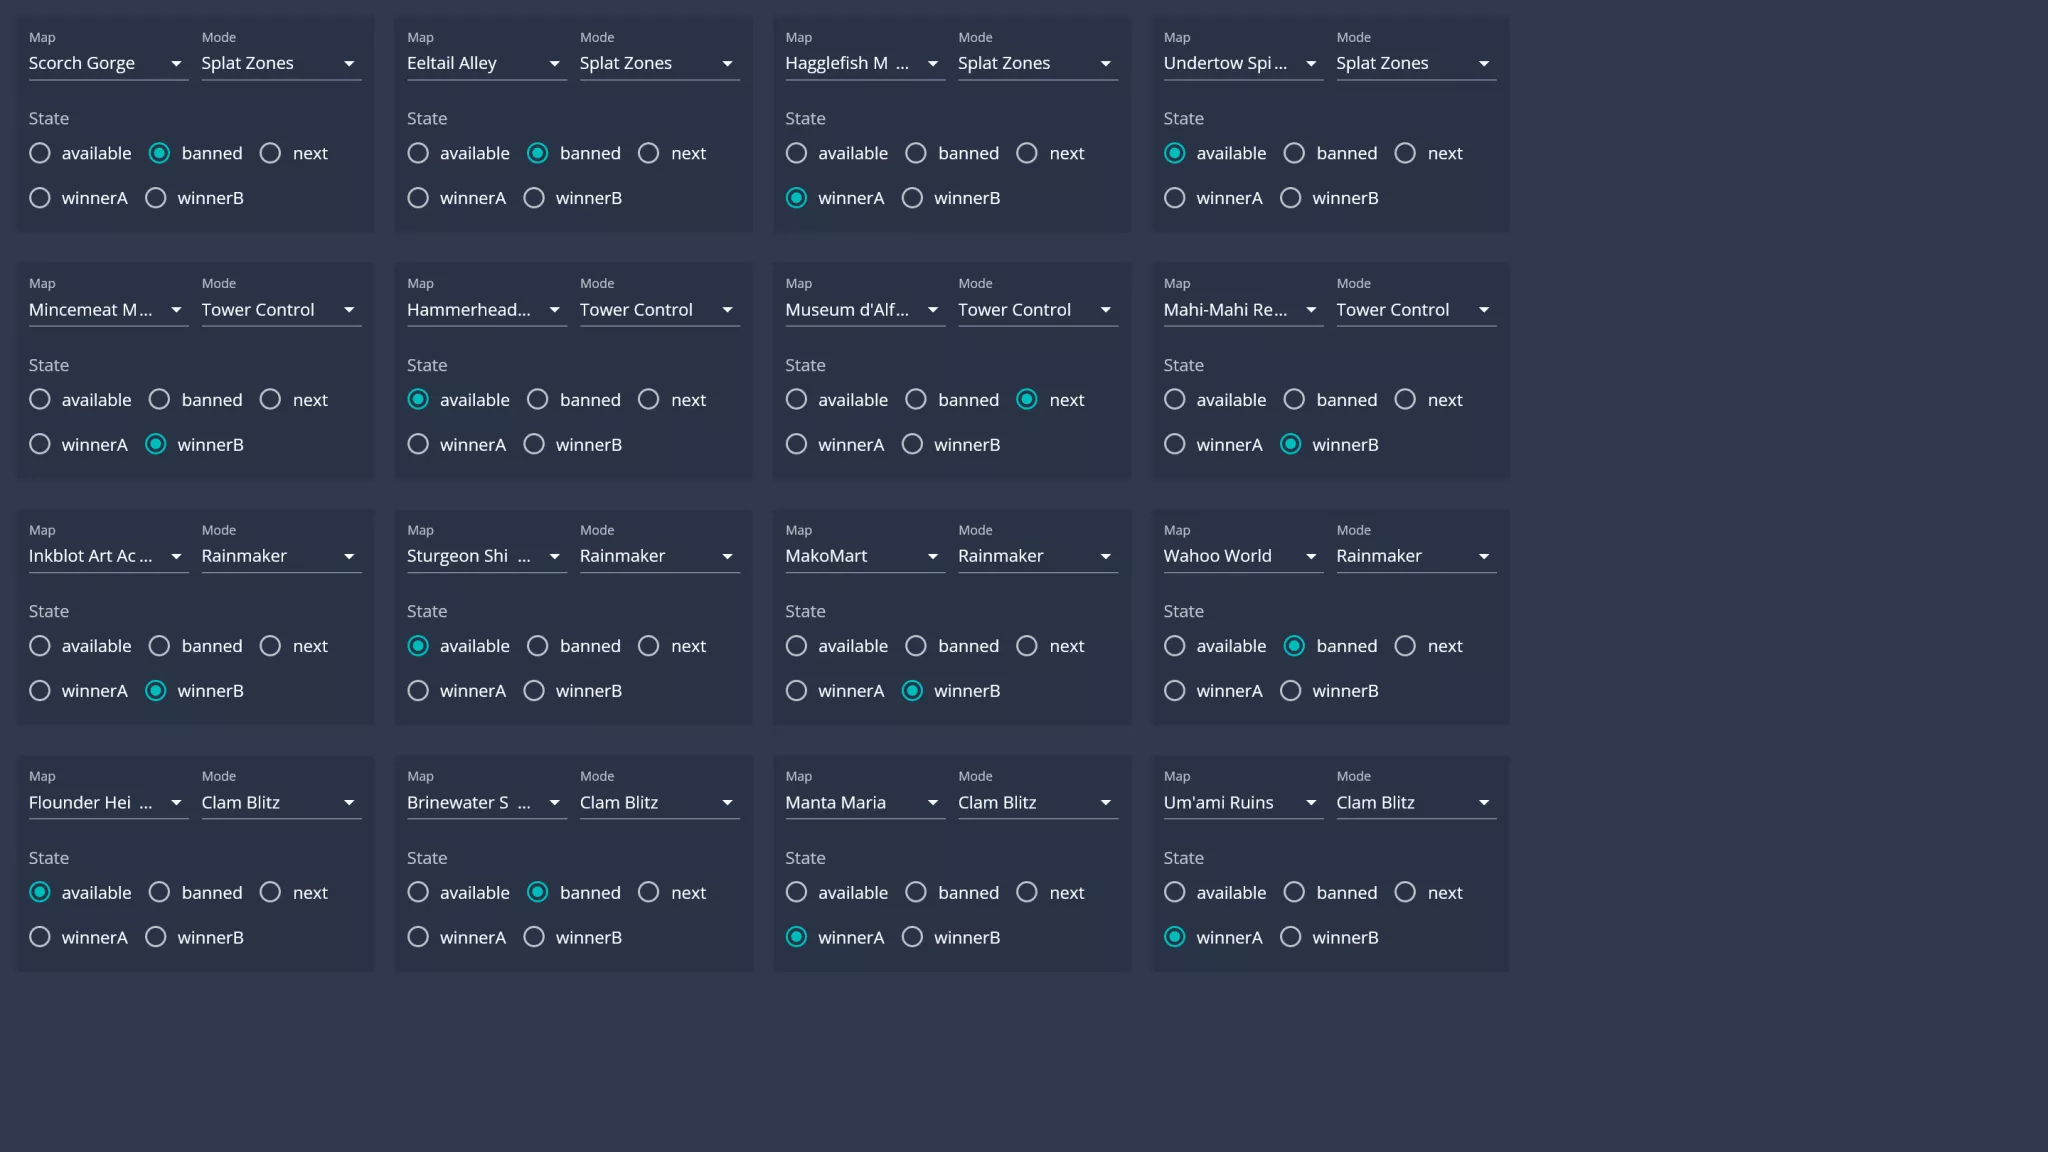 Map Mode Map Mode Map Mode Map Mode
Scorch Gorge Splat Zones Eeltail Alley Splat Zones Hagglefish M ... Splat Zones Undertow Spi... Splat Zones
State State State State
available banned next available banned next available banned next available banned next
winnerA winnerB winnerA winnerB winnerA winnerB winnerA winnerB
Map Mode Map Mode Map Mode Map Mode
Mincemeat M... Tower Control Hammerhead... Tower Control Museum d'Alf... Tower Control Mahi-Mahi Re... Tower Control
State State State State
available banned next available banned next available banned next available banned next
winnerA winnerB winnerA winnerB winnerA winnerB winnerA winnerB
Map Mode Map Mode Map Mode Map Mode
Inkblot Art Ac ... Rainmaker Sturgeon Shi ... Rainmaker MakoMart Rainmaker Wahoo World Rainmaker
State State State State
available banned next available banned next available banned next available banned next
winnerA winnerB winnerA winnerB winnerA winnerB winnerA winnerB
Map Mode Map Mode Map Mode Map Mode
Flounder Hei ... Clam Blitz Brinewater S ... Clam Blitz Manta Maria Clam Blitz Um'ami Ruins Clam Blitz
State State State State
available banned next available banned next available banned next available banned next
winnerA winnerB winnerA winnerB winnerA winnerB winnerA winnerB